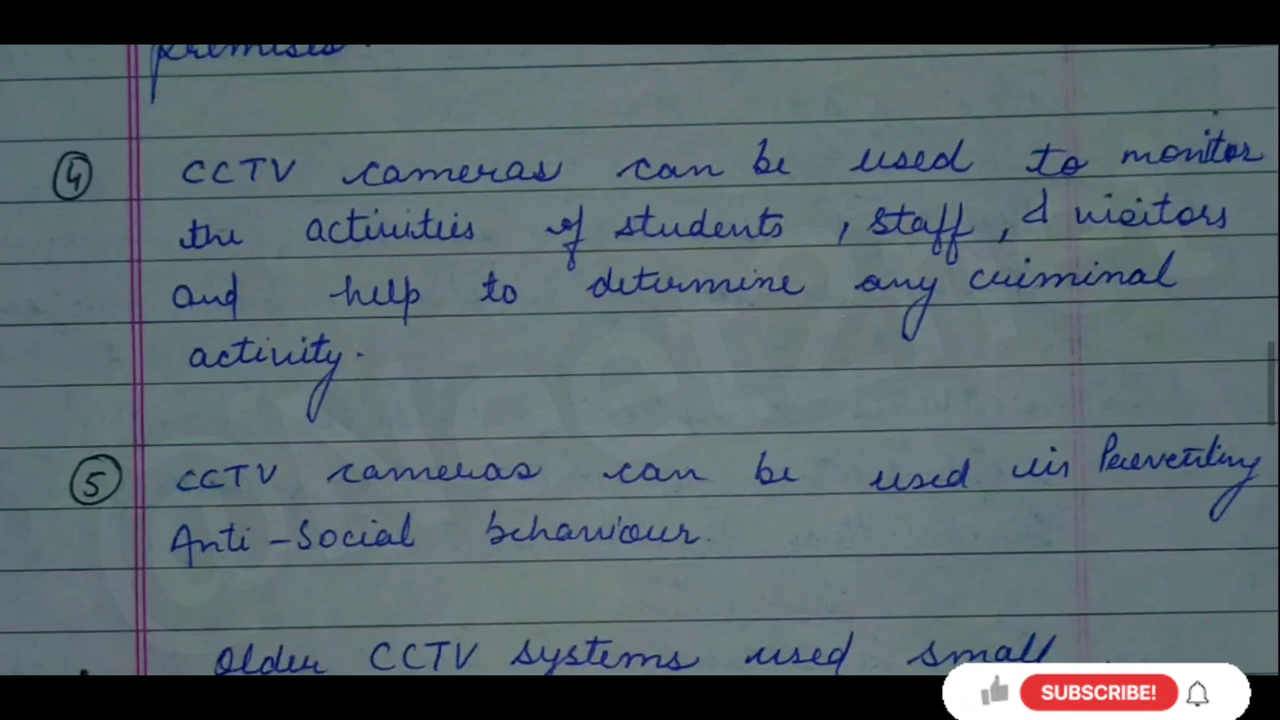 premises.
④ CCTV cameras can be used to monitor
the activities of students, staff, & visitors
and help to determine any criminal
activity.
⑤ CCTV cameras can be used in Preventing
Anti-Social behaviour.
Older CCTV systems used small
SUBSCRIBE!